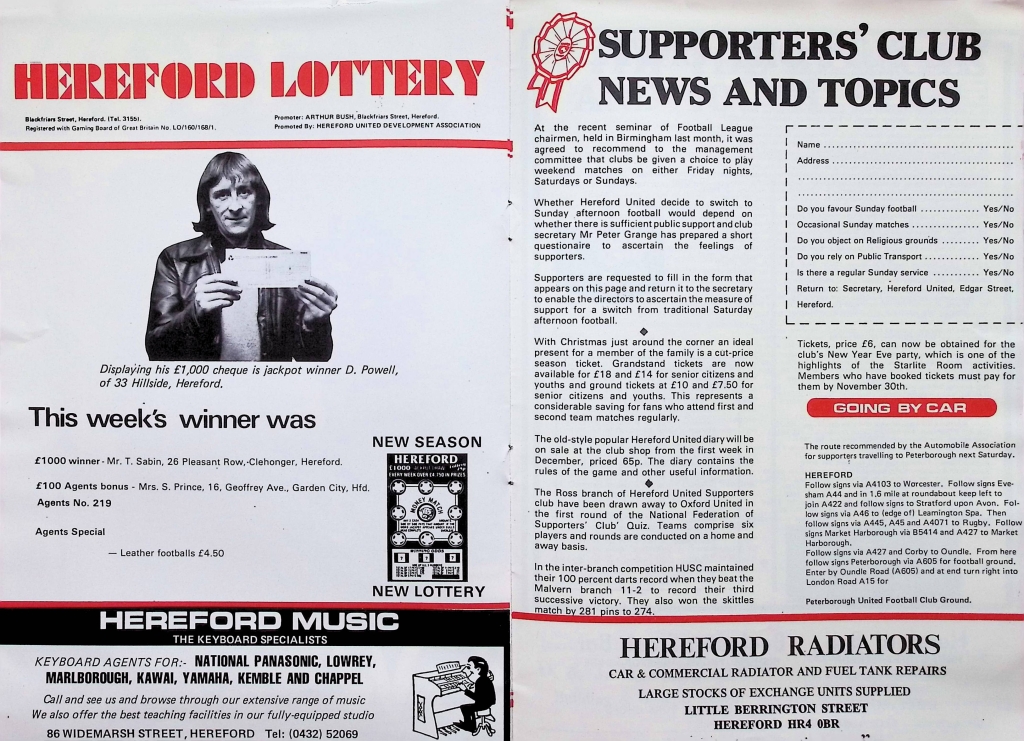 HEREFORD LOTTERY
Blackfriars Street, Hereford. (Tel. 3155).
Registered with Gaming Board of Great Britain No. LO/160/168/1.
Promoter: ARTHUR BUSH, Blackfriars Street, Hereford.
Promoted By: HEREFORD UNITED DEVELOPMENT ASSOCIATION
Displaying his £1,000 cheque is jackpot winner D. Powell,
of 33 Hillside, Hereford.
This week's winner was
£1000 winner - Mr. T. Sabin, 26 Pleasant Row, Clehonger, Hereford.
£100 Agents bonus - Mrs. S. Prince, 16, Geoffrey Ave., Garden City, Hfd.
Agents No. 219
Agents Special
— Leather footballs £4.50
NEW SEASON
HEREFORD
£1000
EVERY WEEK OVER £4,750 IN PRIZES
MONEY MATCH
WINNING ODDS
NEW LOTTERY
HEREFORD MUSIC
THE KEYBOARD SPECIALISTS
KEYBOARD AGENTS FOR:- NATIONAL PANASONIC, LOWREY,
MARLBOROUGH, KAWAI, YAMAHA, KEMBLE AND CHAPPEL
Call and see us and browse through our extensive range of music
We also offer the best teaching facilities in our fully-equipped studio
86 WIDEMARSH STREET, HEREFORD Tel: (0432) 52069
SUPPORTERS' CLUB
NEWS AND TOPICS
At the recent seminar of Football League
chairmen, held in Birmingham last month, it was
agreed to recommend to the management
committee that clubs be given a choice to play
weekend matches on either Friday nights,
Saturdays or Sundays.
Whether Hereford United decide to switch to
Sunday afternoon football would depend on
whether there is sufficient public support and club
secretary Mr Peter Grange has prepared a short
questionaire to ascertain the feelings of
supporters.
Supporters are requested to fill in the form that
appears on this page and return it to the secretary
to enable the directors to ascertain the measure of
support for a switch from traditional Saturday
afternoon football.
With Christmas just around the corner an ideal
present for a member of the family is a cut-price
season ticket. Grandstand tickets are now
available for £18 and £14 for senior citizens and
youths and ground tickets at £10 and £7.50 for
senior citizens and youths. This represents a
considerable saving for fans who attend first and
second team matches regularly.
The old-style popular Hereford United diary will be
on sale at the club shop from the first week in
December, priced 65p. The diary contains the
rules of the game and other useful information.
The Ross branch of Hereford United Supporters
club have been drawn away to Oxford United in
the first round of the National Federation of
Supporters' Club' Quiz. Teams comprise six
players and rounds are conducted on a home and
away basis.
In the inter-branch competition HUSC maintained
their 100 percent darts record when they beat the
Malvern branch 11-2 to record their third
successive victory. They also won the skittles
match by 281 pins to 274.
Name ..........
Address ..........
Do you favour Sunday football .......... Yes/No
Occasional Sunday matches .......... Yes/No
Do you object on Religious grounds .......... Yes/No
Do you rely on Public Transport .......... Yes/No
Is there a regular Sunday service .......... Yes/No
Return to: Secretary, Hereford United, Edgar Street,
Hereford.
Tickets, price £6, can now be obtained for the
club's New Year Eve party, which is one of the
highlights of the Starlite Room activities.
Members who have booked tickets must pay for
them by November 30th.
GOING BY CAR
The route recommended by the Automobile Association
for supporters travelling to Peterborough next Saturday.
HEREFORD
Follow signs via A4103 to Worcester. Follow signs Eve-
sham A44 and in 1.6 mile at roundabout keep left to
join A422 and follow to Stratford upon Avon. Fol-
low signs via A46 to (edge of) Leamington Spa. Then
follow signs via A445, A45 and A4071 to Rugby. Follow
signs Market Harborough via B5414 and A427 to Market
Harborough.
Follow signs via A427 and Corby to Oundle. From here
follow signs Peterborough via A605 for football ground.
Enter by Oundle Road (A605) and at end turn right into
London Road A15 for
Peterborough United Football Club Ground.
HEREFORD RADIATORS
CAR & COMMERCIAL RADIATOR AND FUEL TANK REPAIRS
LARGE STOCKS OF EXCHANGE UNITS SUPPLIED
LITTLE BERRINGTON STREET
HEREFORD HR4 0BR